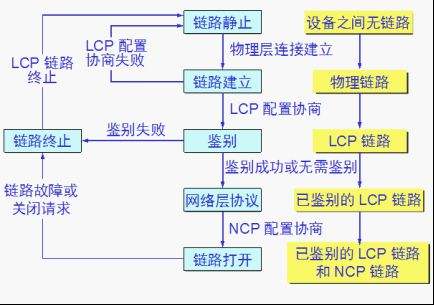 链路静止
设备之间无链路
LCP 配置
协商失败
物理层连接建立
LCP 链路
终止
链路建立
物理链路
LCP 配置协商
鉴别失败
链路终止
鉴别
LCP 链路
鉴别成功或无需鉴别
链路故障或
关闭请求
网络层协议
已鉴别的 LCP 链路
NCP 配置协商
链路打开
已鉴别的 LCP 链路
和 NCP 链路